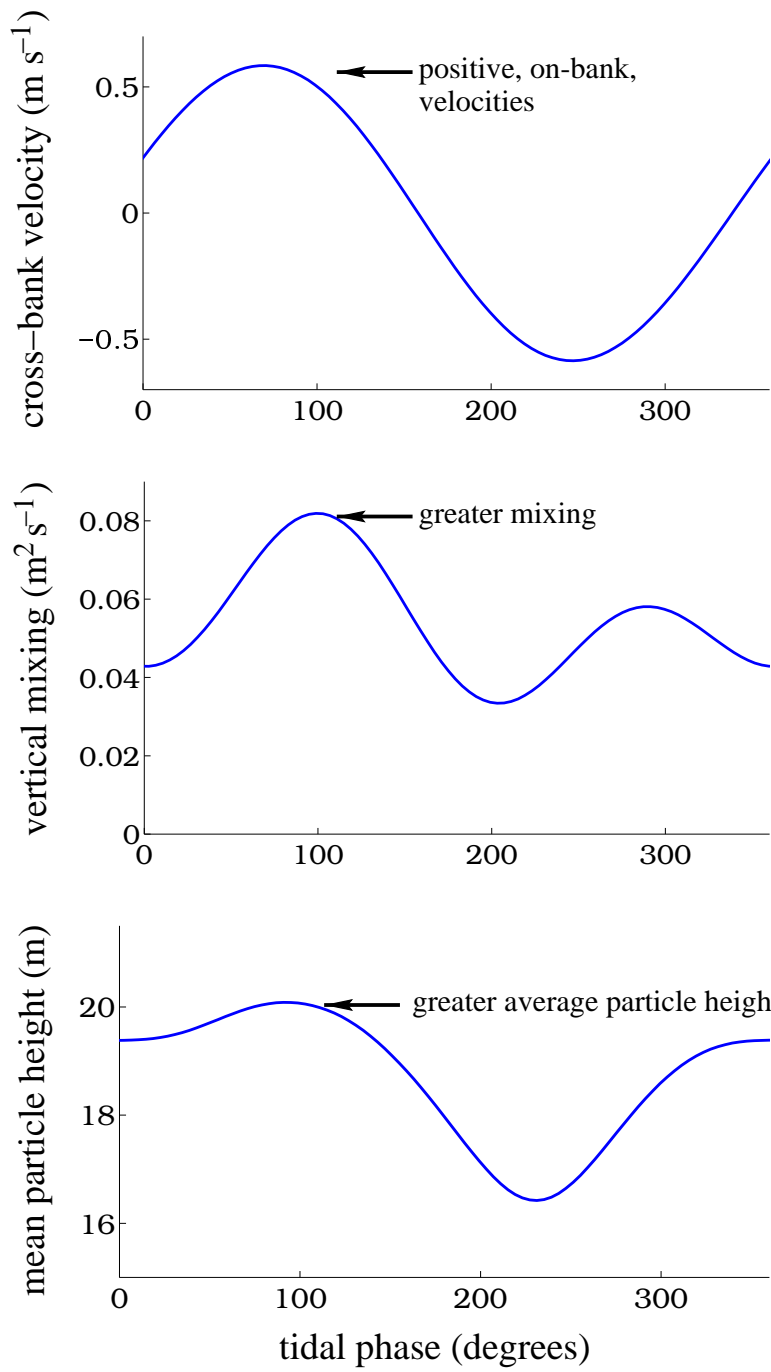 cross−bank velocity (m s−1)
0.5
0
−0.5
positive, on-bank,
velocities
0 100 200 300
vertical mixing (m2 s−1)
0.08
0.06
0.04
0.02
0
greater mixing
0 100 200 300
mean particle height (m)
20
18
16
greater average particle heigh
0 100 200 300
tidal phase (degrees)